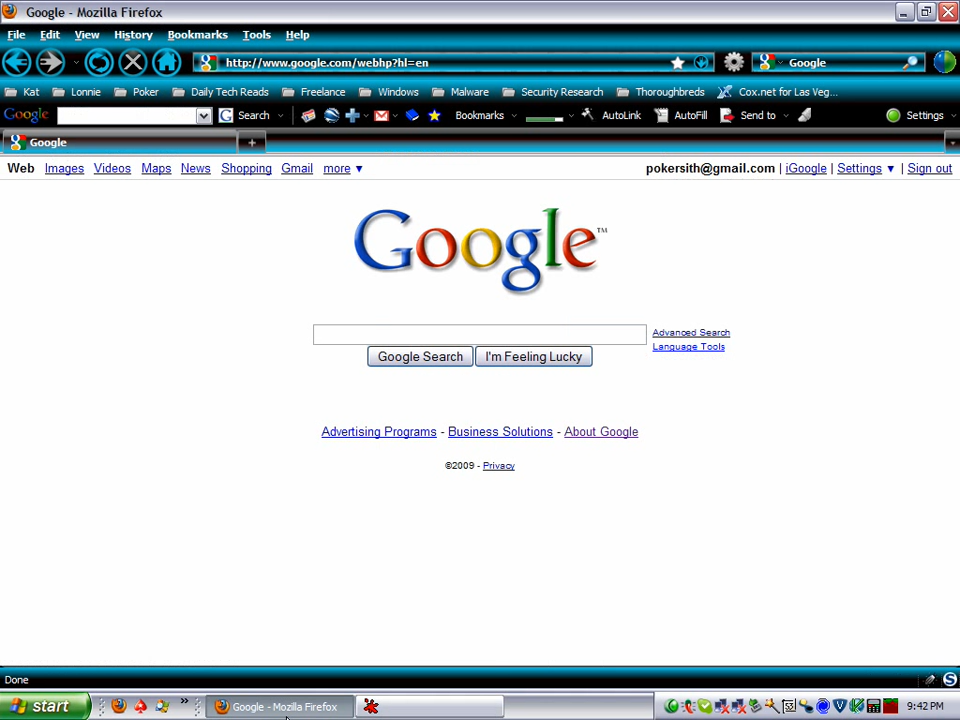 Google - Mozilla Firefox
File Edit View History Bookmarks Tools Help
http://www.google.com/webhp?hl=en Google
Kat Lonnie Poker Daily Tech Reads Freelance Windows Malware Security Research Thoroughbreds Cox.net for Las Veg...
Google G Search Bookmarks AutoLink AutoFill Send to Settings
Google +
Web Images Videos Maps News Shopping Gmail more ▼ pokersith@gmail.com | iGoogle | Settings ▼ | Sign out
Google™
Advanced Search
Language Tools
Google Search I'm Feeling Lucky
Advertising Programs - Business Solutions - About Google
©2009 - Privacy
Done S
start » Google - Mozilla Firefox 9:42 PM